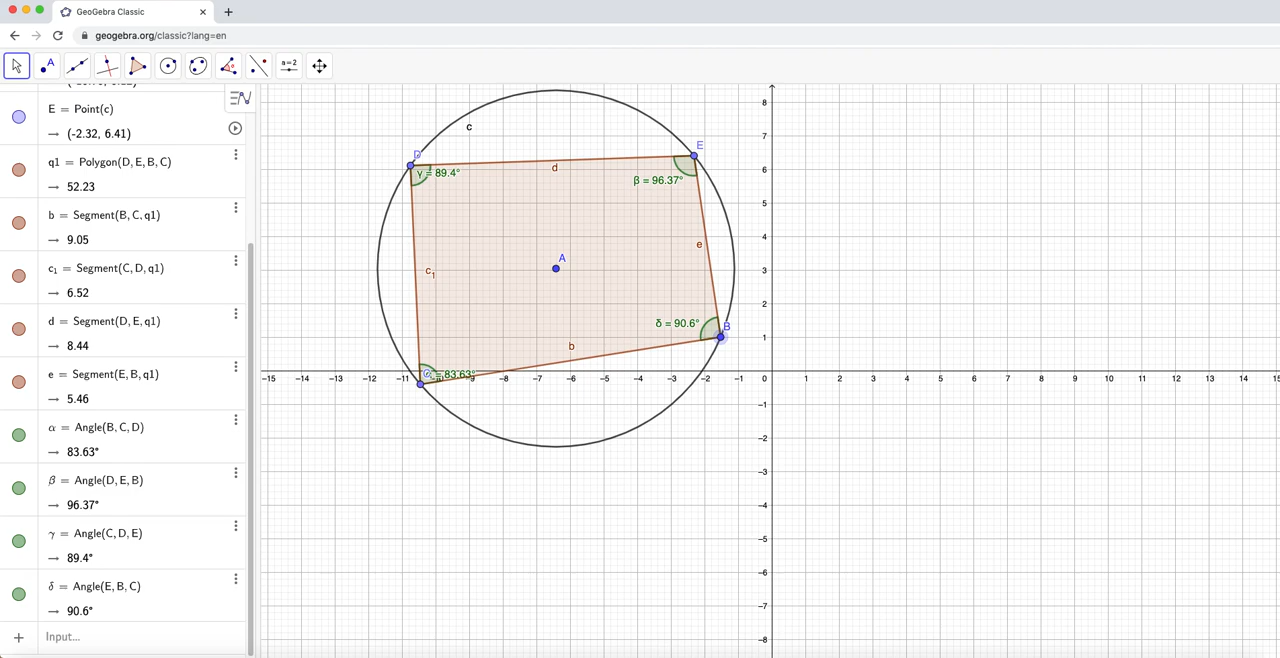 GeoGebra Classic
geogebra.org/classic?lang=en
A
a=2
E = Point(c)
→ (-2.32, 6.41)
q1 = Polygon(D, E, B, C)
→ 52.23
b = Segment(B, C, q1)
→ 9.05
c₁ = Segment(C, D, q1)
→ 6.52
d = Segment(D, E, q1)
→ 8.44
e = Segment(E, B, q1)
→ 5.46
α = Angle(B, C, D)
→ 83.63°
β = Angle(D, E, B)
→ 96.37°
γ = Angle(C, D, E)
→ 89.4°
δ = Angle(E, B, C)
→ 90.6°
+ Input...
c
D
E
d
γ = 89.4°
β = 96.37°
e
A
c₁
δ = 90.6°
B
b
= 83.63°
−15 −14 −12 −11 −9 −8 −7 −6 −5 −4 −3 −2 −1 0 1 2 3 4 5 6 7 8 9 10 11 12 13 14
8
7
6
5
4
3
2
1
−1
−2
−3
−4
−5
−6
−7
−8